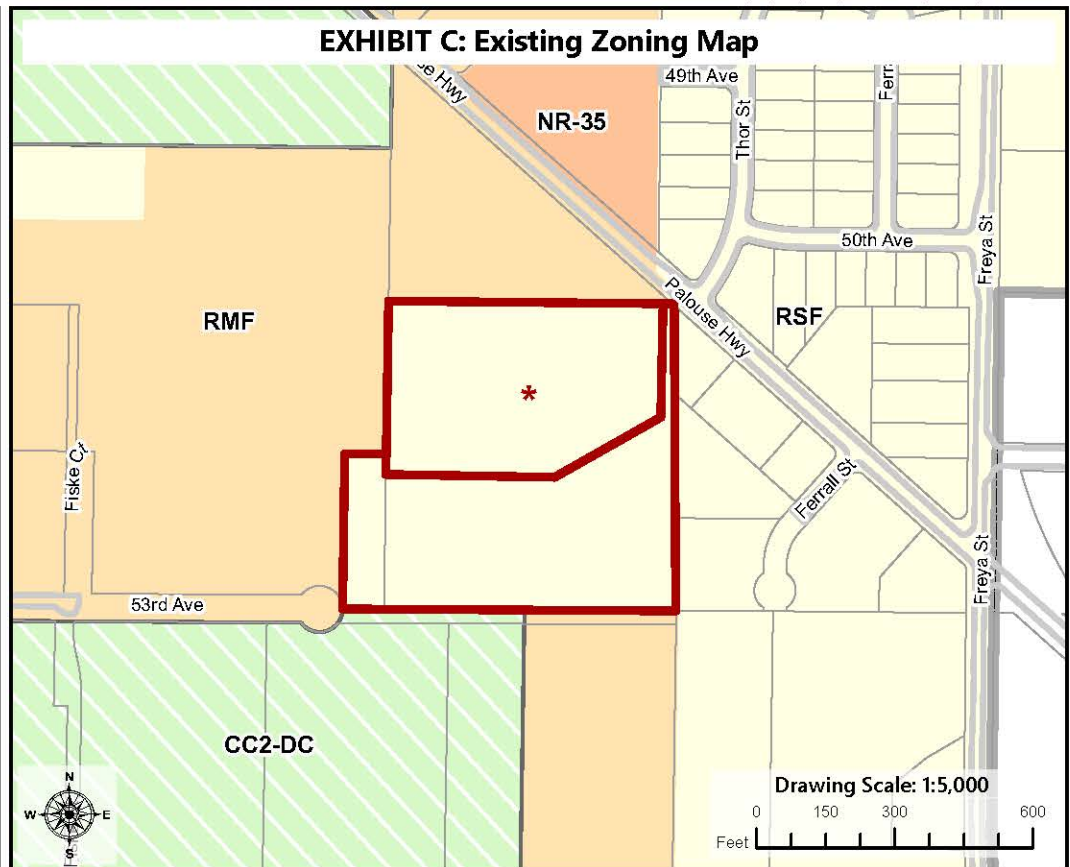 EXHIBIT C: Existing Zoning Map
49th Ave
Hwy
NR-35
Thor St
50th Ave
Freya St
RMF
Palouse Hwy
RSF
*
Fiske Ct
Ferrall St
53rd Ave
Freya St
CC2-DC
Drawing Scale: 1:5,000
0 150 300 600
Feet
N
W E
S